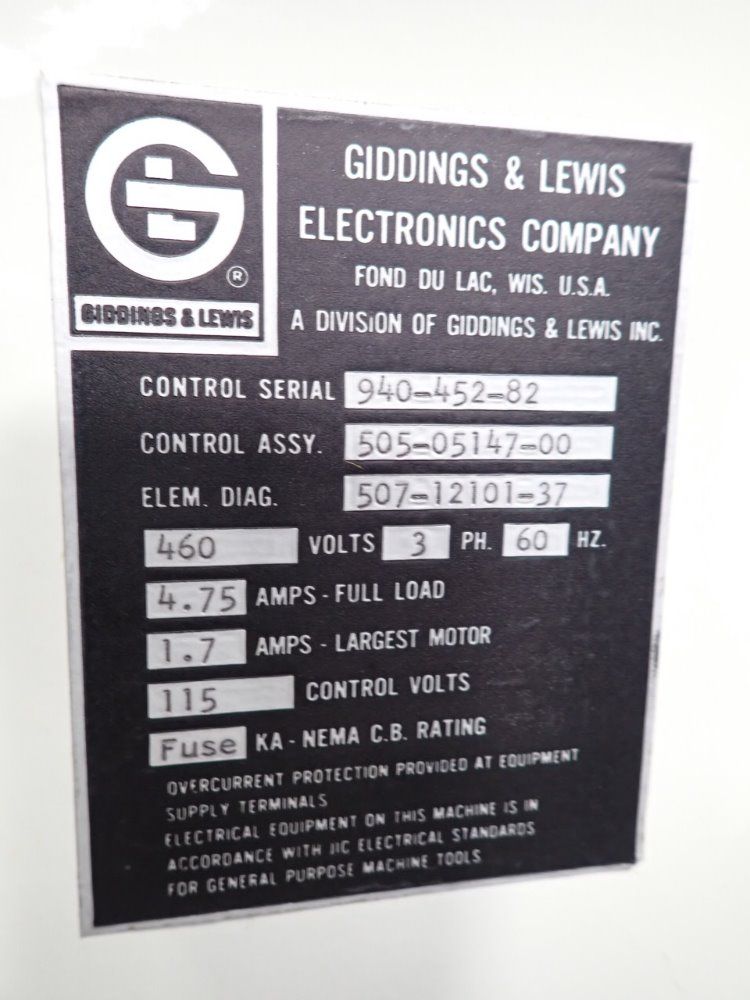 G
®
GIDDINGS & LEWIS
GIDDINGS & LEWIS
ELECTRONICS COMPANY
FOND DU LAC, WIS. U.S.A.
A DIVISION OF GIDDINGS & LEWIS INC.
CONTROL SERIAL 940-452-82
CONTROL ASSY. 505-05147-00
ELEM. DIAG. 507-12101-37
460 VOLTS 3 PH. 60 HZ.
4.75 AMPS - FULL LOAD
1.7 AMPS - LARGEST MOTOR
115 CONTROL VOLTS
Fuse KA - NEMA C.B. RATING
OVERCURRENT PROTECTION PROVIDED AT EQUIPMENT
SUPPLY TERMINALS
ELECTRICAL EQUIPMENT ON THIS MACHINE IS IN
ACCORDANCE WITH JIC ELECTRICAL STANDARDS
FOR GENERAL PURPOSE MACHINE TOOLS